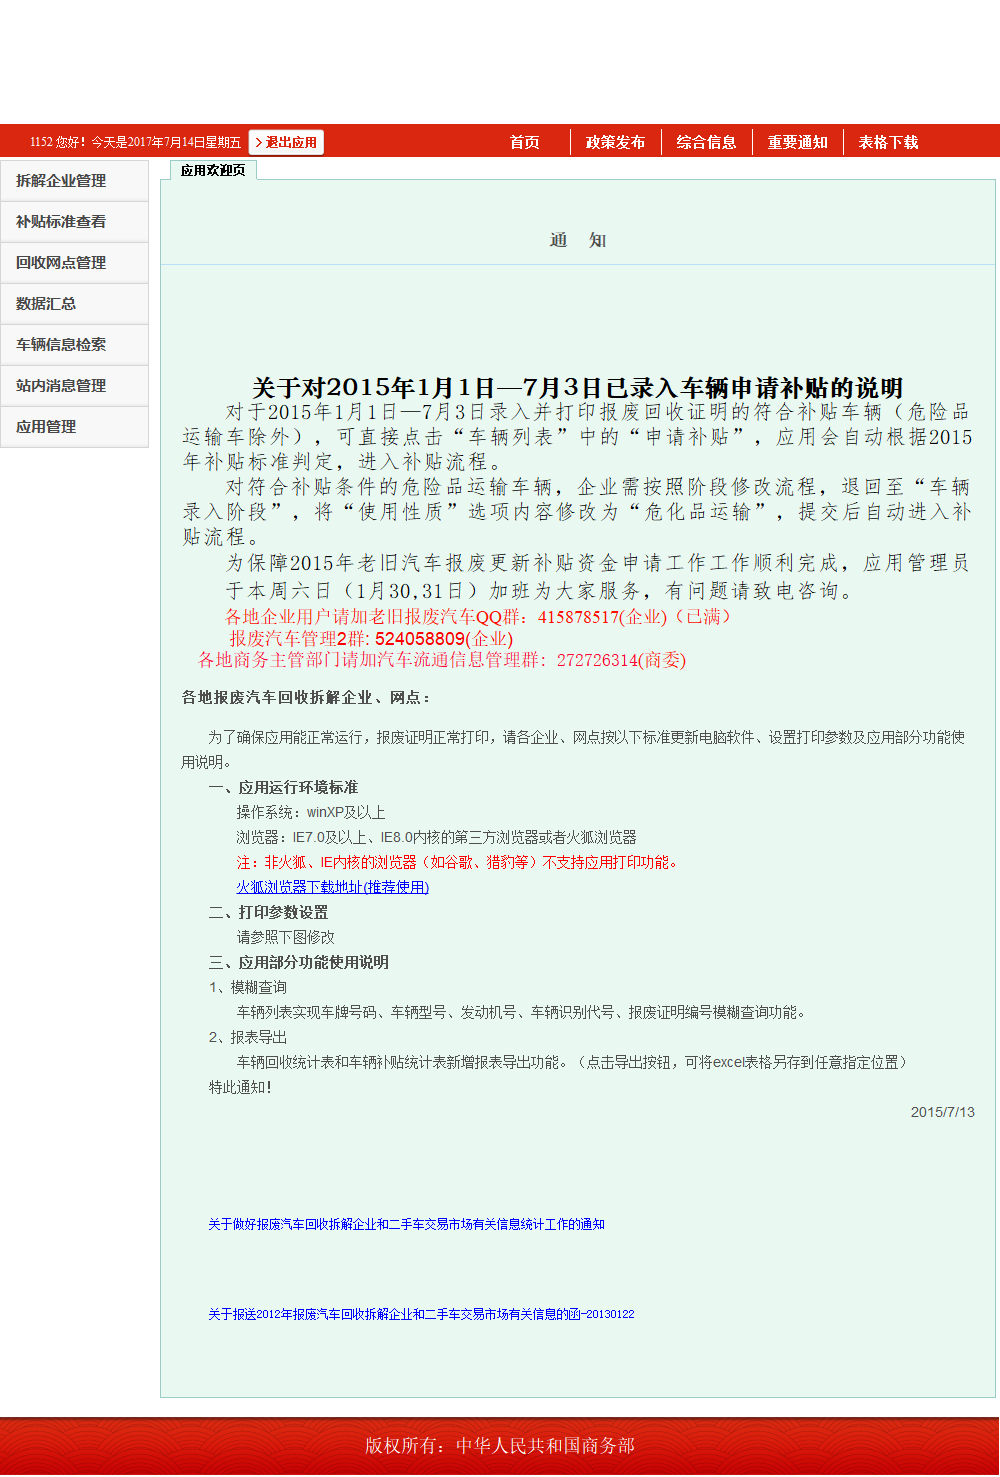 1152 您好！今天是2017年7月14日星期五
退出应用
首页
政策发布
综合信息
重要通知
表格下载
拆解企业管理
补贴标准查看
回收网点管理
数据汇总
车辆信息检索
站内消息管理
应用管理
应用欢迎页
通 知
关于对2015年1月1日—7月3日已录入车辆申请补贴的说明
对于2015年1月1日—7月3日录入并打印报废回收证明的符合补贴车辆（危险品
运输车除外），可直接点击“车辆列表”中的“申请补贴”，应用会自动根据2015
年补贴标准判定，进入补贴流程。
对符合补贴条件的危险品运输车辆，企业需按照阶段修改流程，退回至“车辆
录入阶段”，将“使用性质”选项内容修改为“危化品运输”，提交后自动进入补
贴流程。
为保障2015年老旧汽车报废更新补贴资金申请工作工作顺利完成，应用管理员
于本周六日（1月30,31日）加班为大家服务，有问题请致电咨询。
各地企业用户请加老旧报废汽车QQ群：415878517(企业)（已满）
报废汽车管理2群: 524058809(企业)
各地商务主管部门请加汽车流通信息管理群：272726314(商委)
各地报废汽车回收拆解企业、网点：
为了确保应用能正常运行，报废证明正常打印，请各企业、网点按以下标准更新电脑软件、设置打印参数及应用部分功能使
用说明。
一、应用运行环境标准
操作系统：winXP及以上
浏览器：IE7.0及以上、IE8.0内核的第三方浏览器或者火狐浏览器
注：非火狐、IE内核的浏览器（如谷歌、猎豹等）不支持应用打印功能。
火狐浏览器下载地址(推荐使用)
二、打印参数设置
请参照下图修改
三、应用部分功能使用说明
1、模糊查询
车辆列表实现车牌号码、车辆型号、发动机号、车辆识别代号、报废证明编号模糊查询功能。
2、报表导出
车辆回收统计表和车辆补贴统计表新增报表导出功能。（点击导出按钮，可将excel表格另存到任意指定位置）
特此通知！
2015/7/13
关于做好报废汽车回收拆解企业和二手车交易市场有关信息统计工作的通知
关于报送2012年报废汽车回收拆解企业和二手车交易市场有关信息的函-20130122
版权所有：中华人民共和国商务部